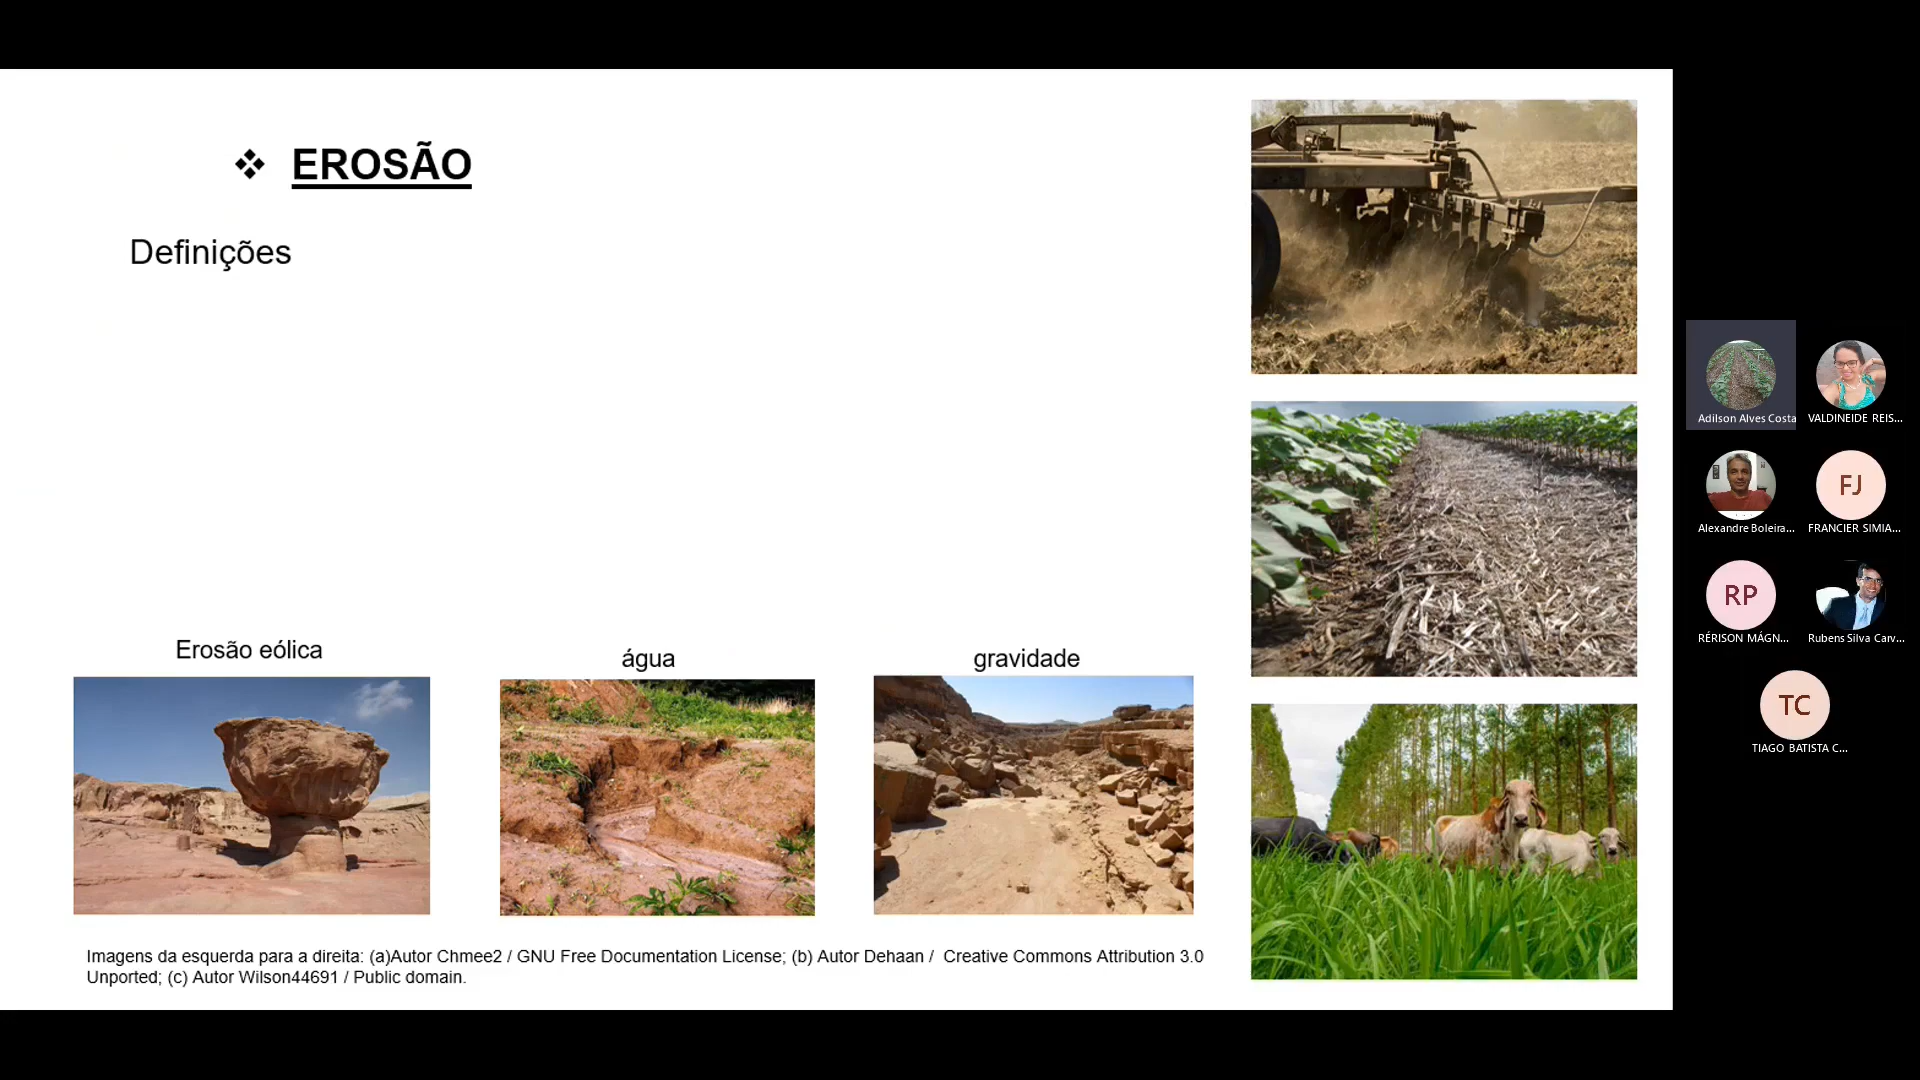 ❖ EROSÃO
Definições
Erosão eólica
água
gravidade
Imagens da esquerda para a direita: (a)Autor Chmee2 / GNU Free Documentation License; (b) Autor Dehaan / Creative Commons Attribution 3.0
Unported; (c) Autor Wilson44691 / Public domain.
Adilson Alves Costa
VALDINEIDE REIS...
Alexandre Boleira...
FJ
FRANCIER SIMIA...
RP
RÉRISON MÁGN...
Rubens Silva Carv...
TC
TIAGO BATISTA C...